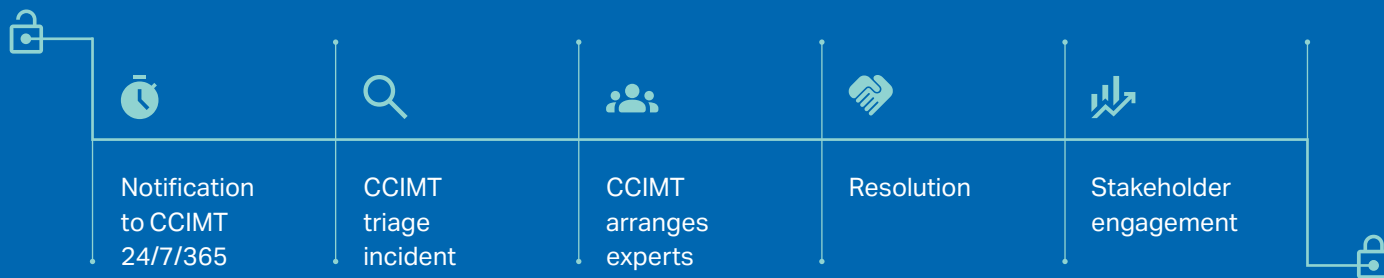 Notification
to CCIMT
24/7/365
CCIMT
triage
incident
CCIMT
arranges
experts
Resolution
Stakeholder
engagement